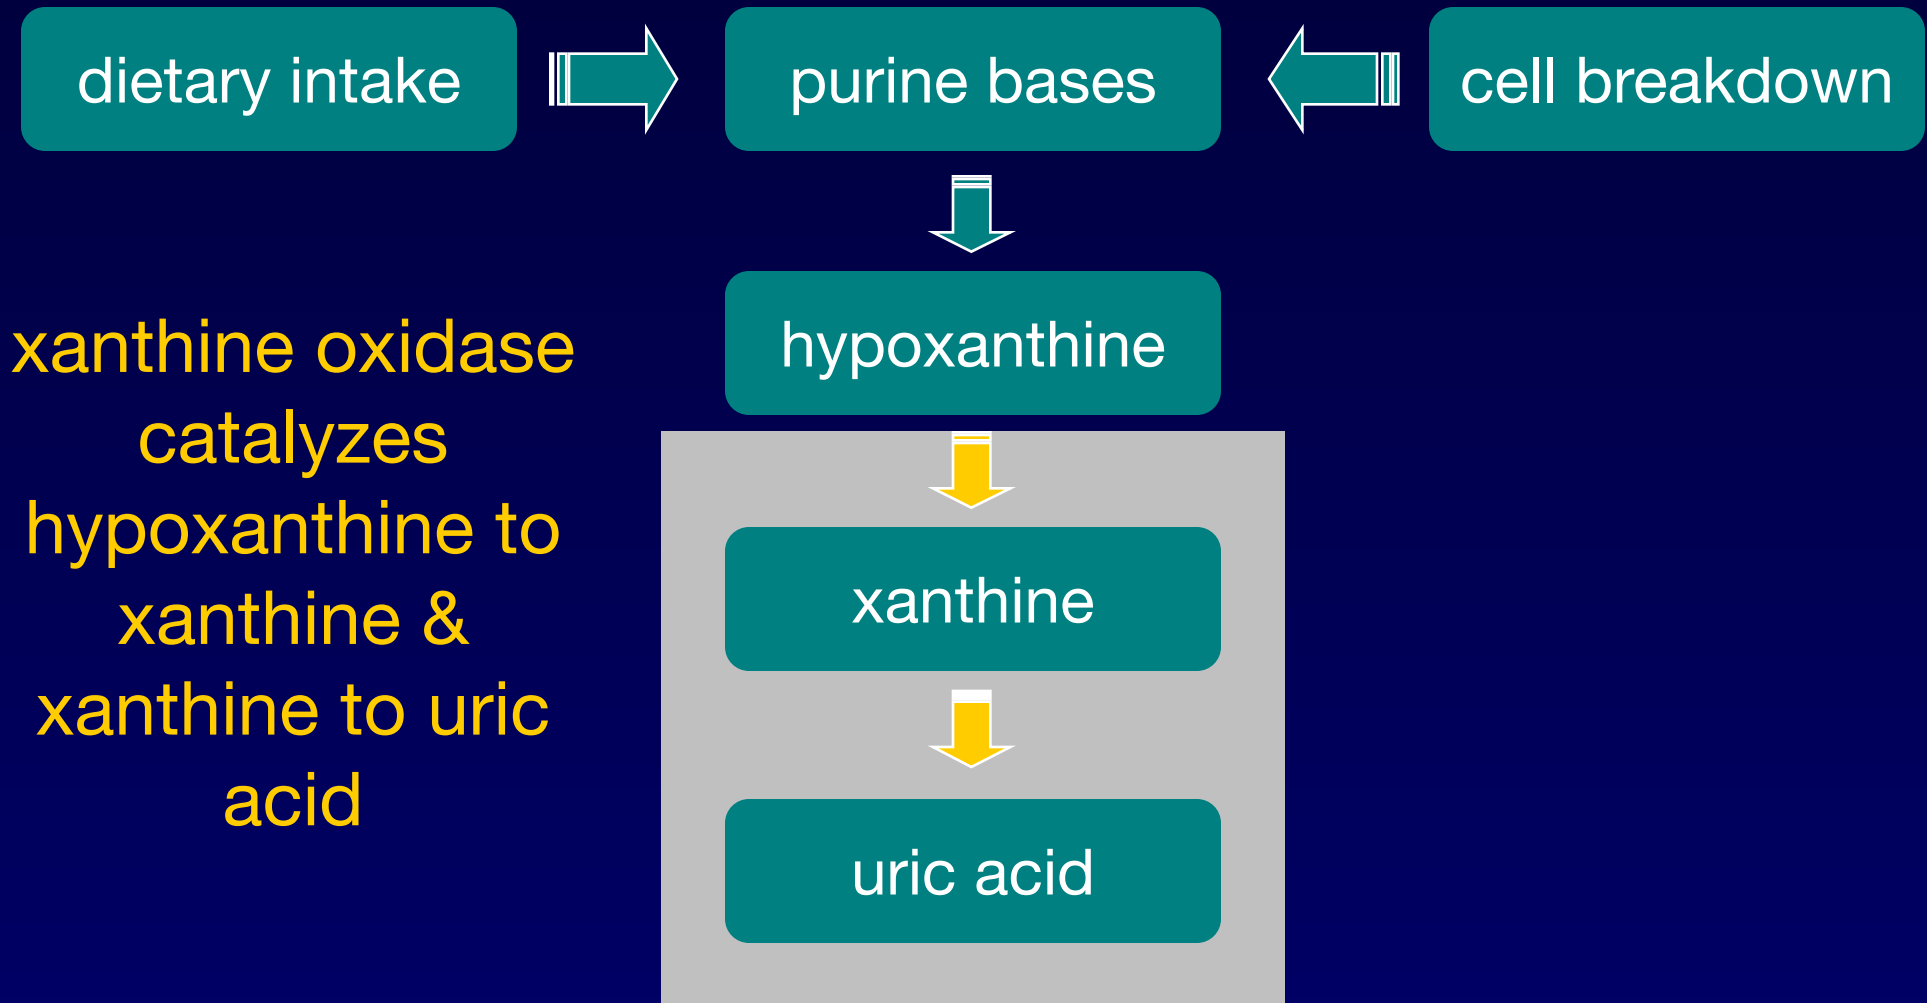 dietary intake
purine bases
cell breakdown
hypoxanthine
xanthine oxidase
catalyzes
hypoxanthine to
xanthine &
xanthine to uric
acid
xanthine
uric acid